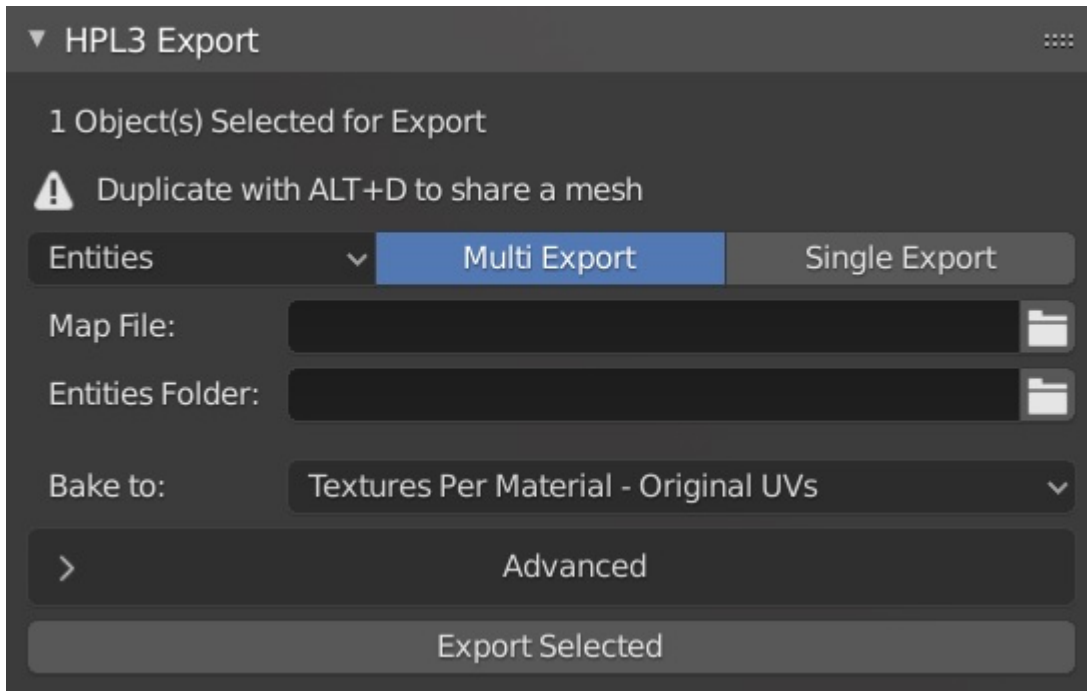 HPL3 Export
1 Object(s) Selected for Export
Duplicate with ALT+D to share a mesh
Entities Multi Export Single Export
Map File:
Entities Folder:
Bake to: Textures Per Material - Original UVs
Advanced
Export Selected